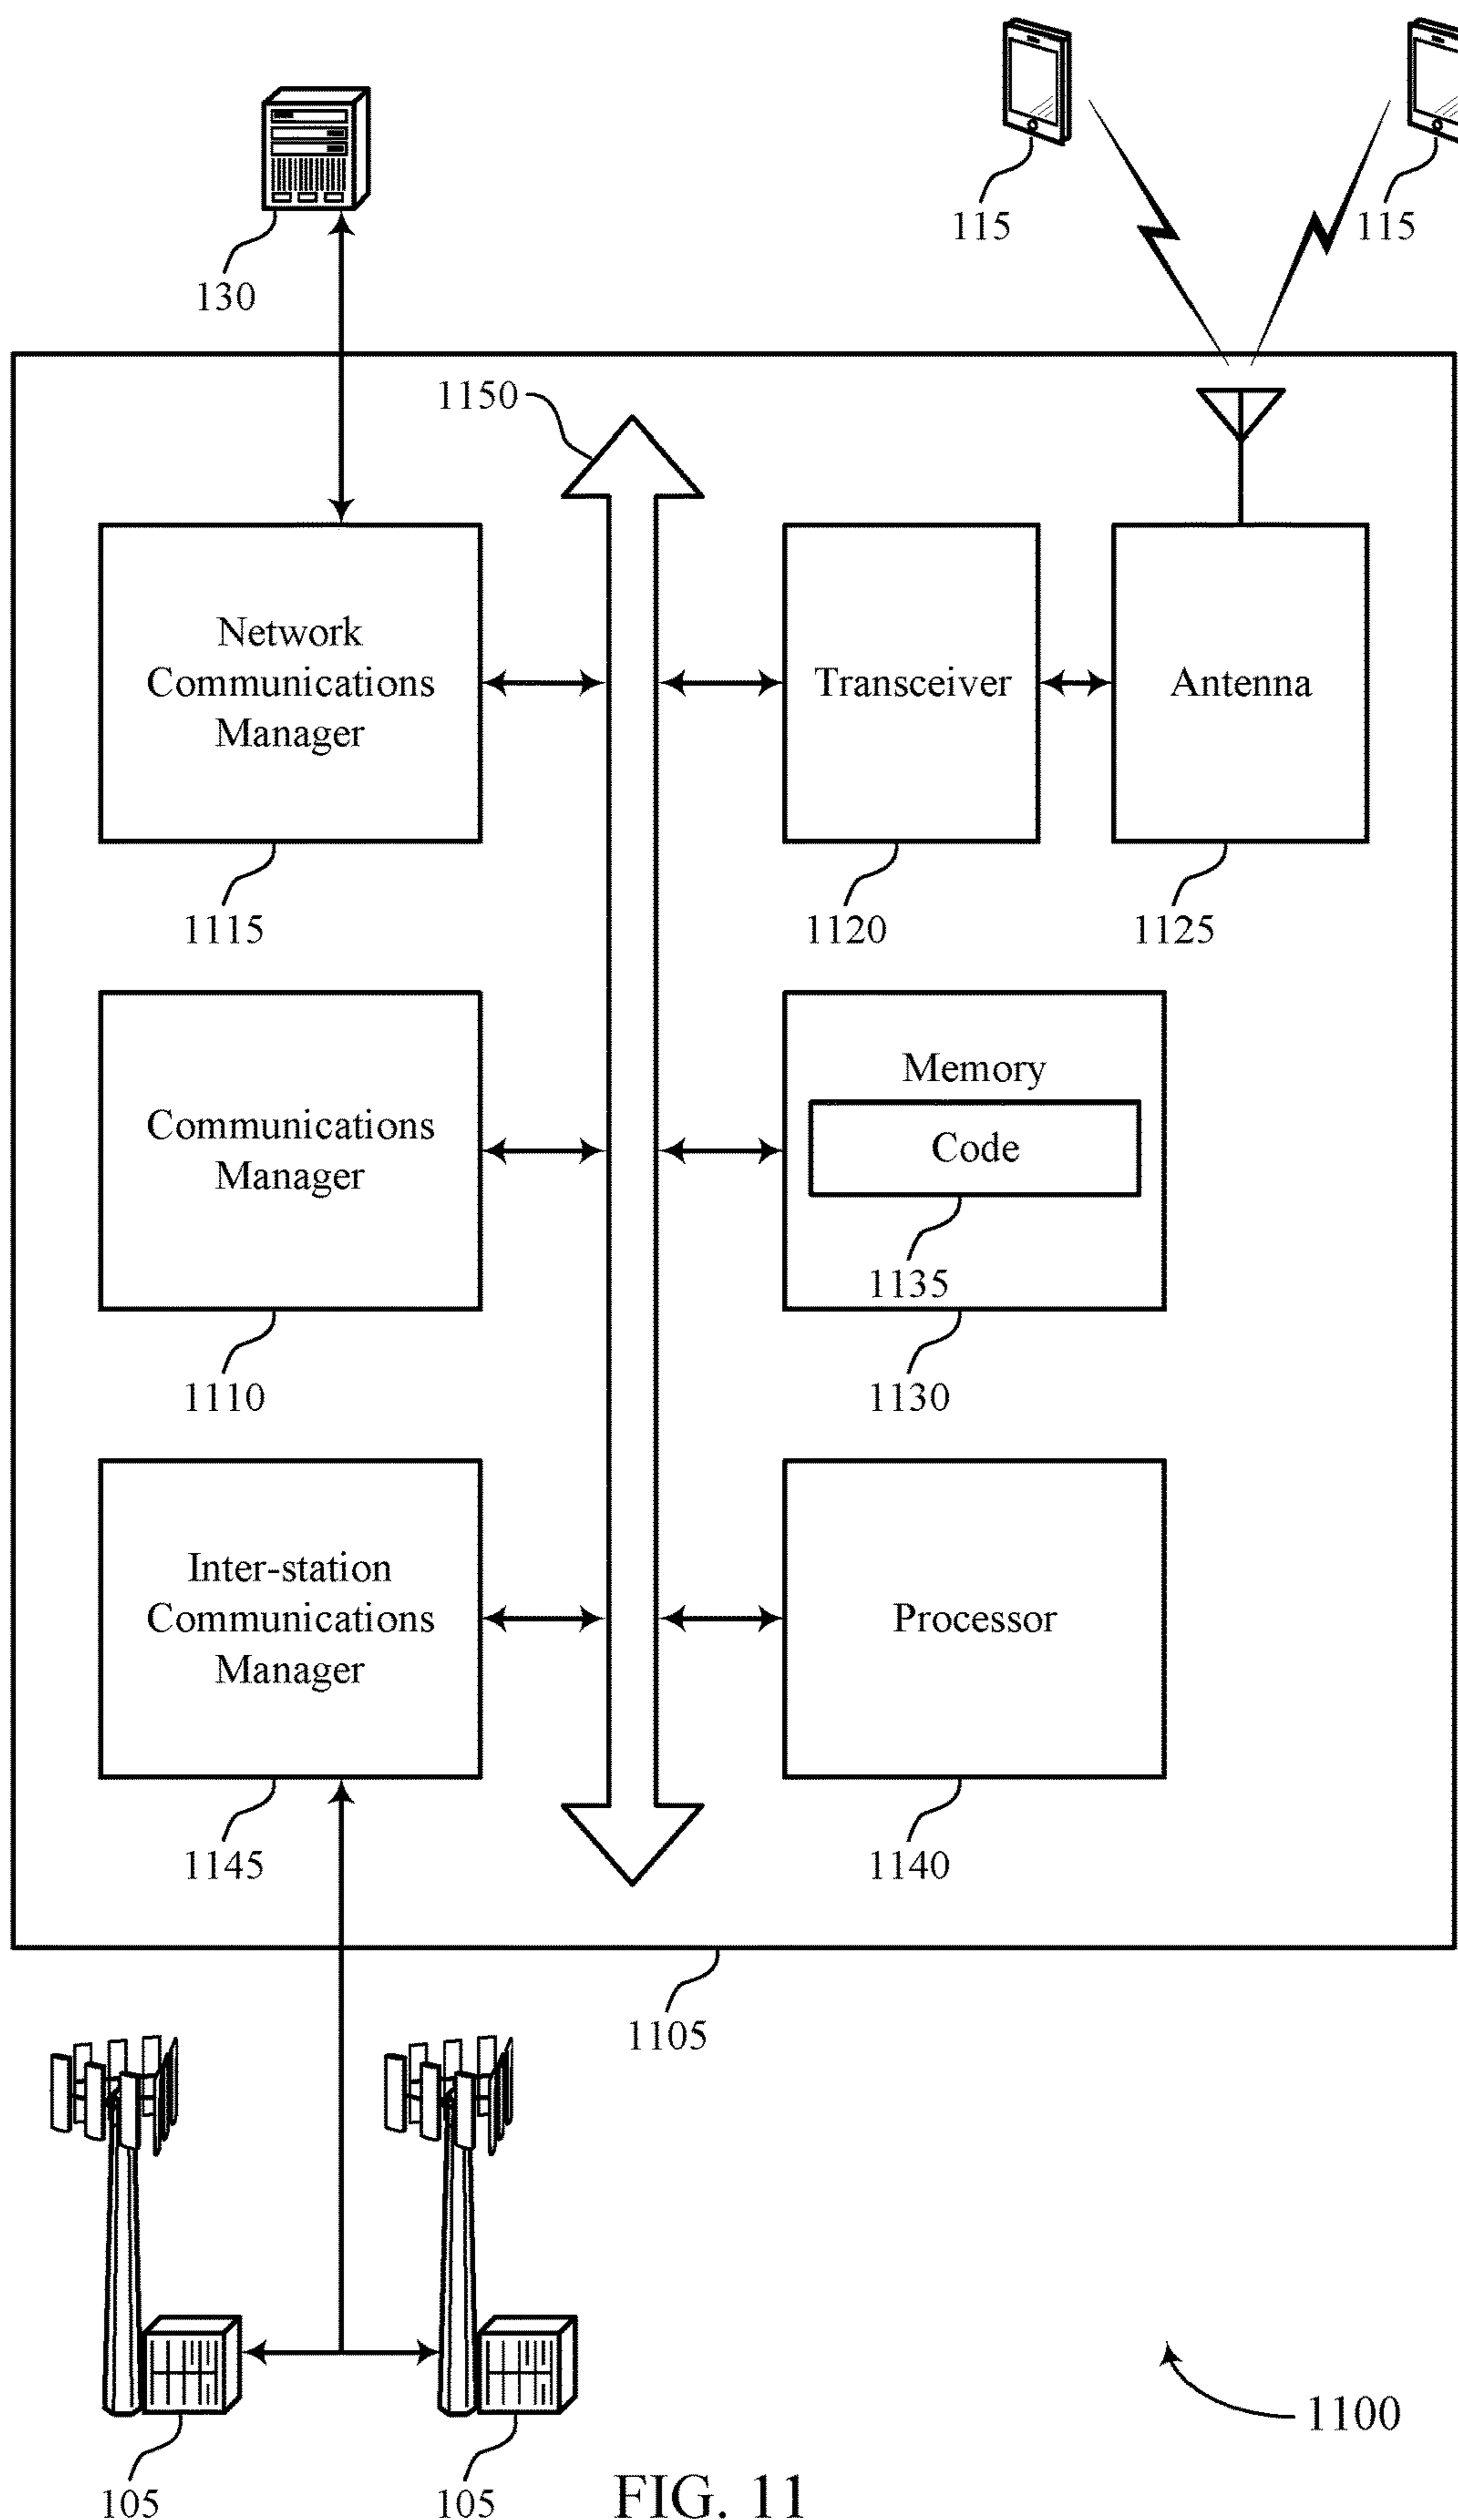 115
115
130
1150
Network
Communications
Manager
Transceiver
Antenna
1115
1120
1125
Communications
Manager
Memory
Code
1135
1110
1130
Inter-station
Communications
Manager
Processor
1145
1140
1105
1100
105
105
FIG. 11